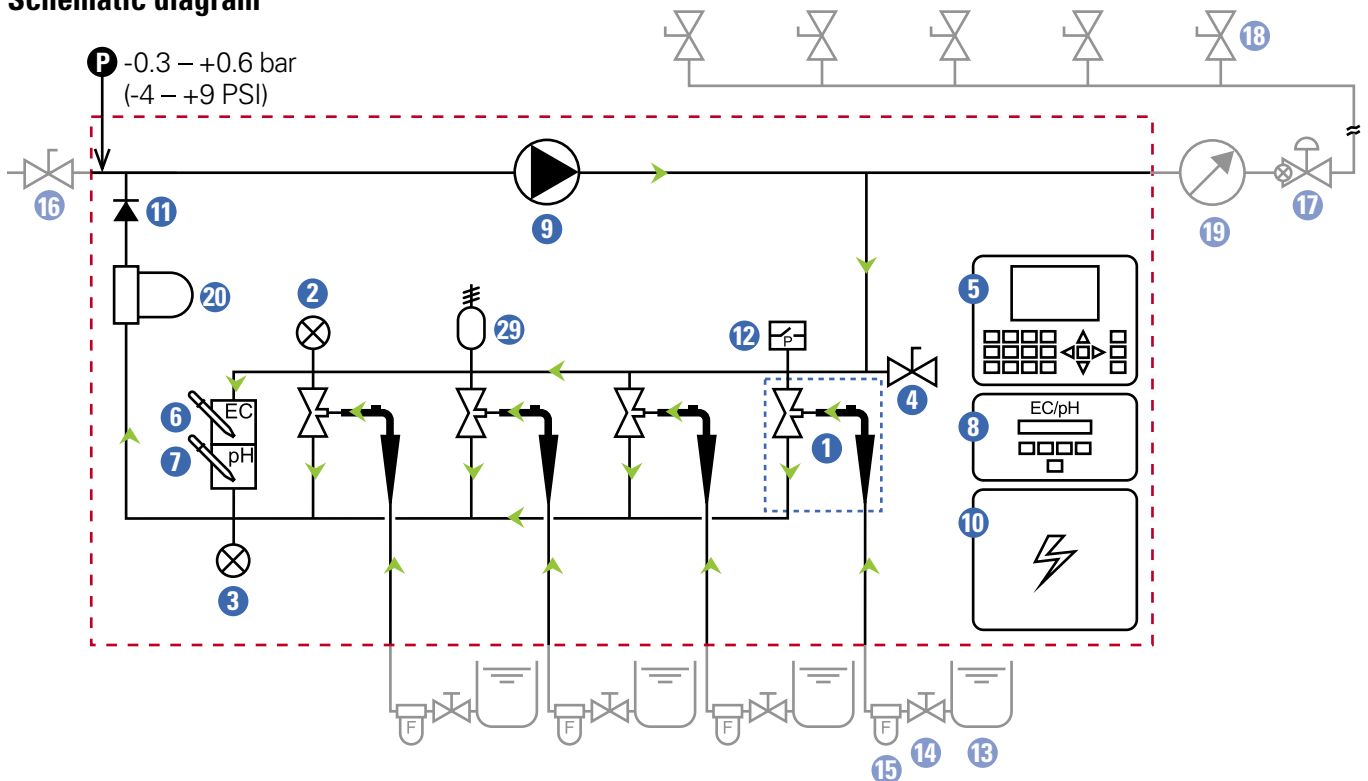 Schematic diagram
P -0.3 – +0.6 bar
(-4 – +9 PSI)
18
16
11
9
19
17
20
2
29
12
5
4
6 EC
7 pH
1
8 EC/pH
10
3
P
F F F F
15
14
13